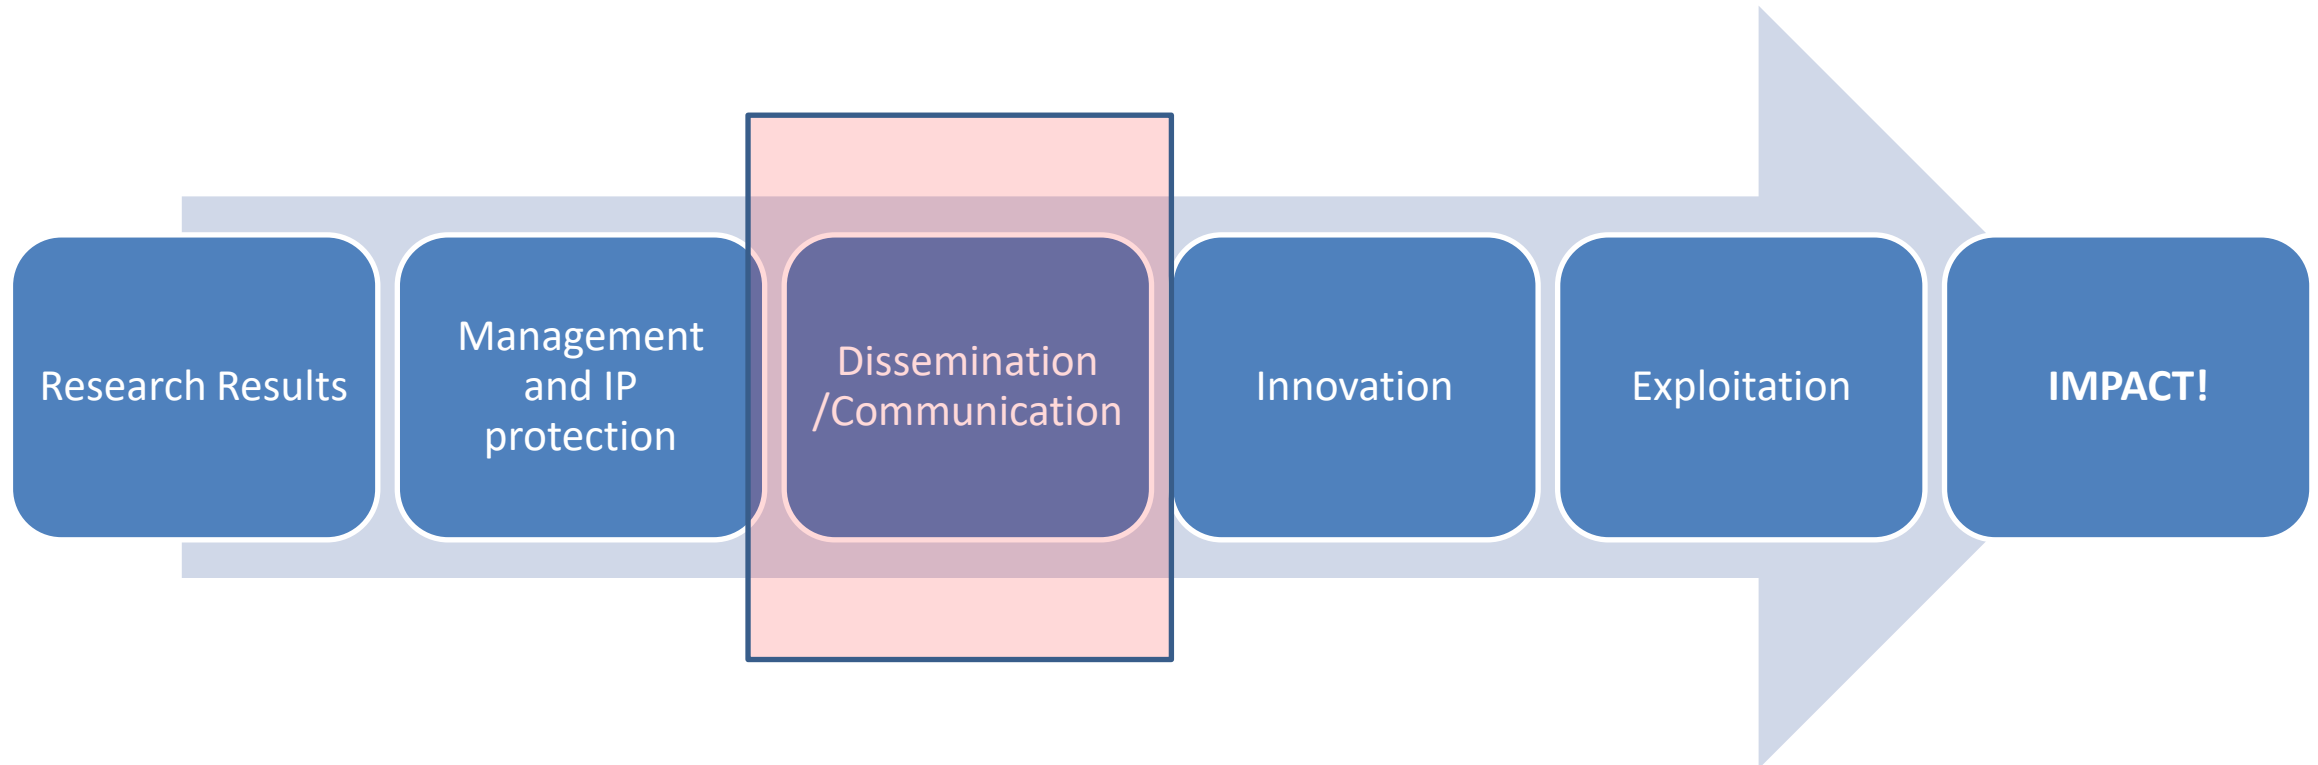 Research Results
Management
and IP
protection
Dissemination
/Communication
Innovation
Exploitation
IMPACT!